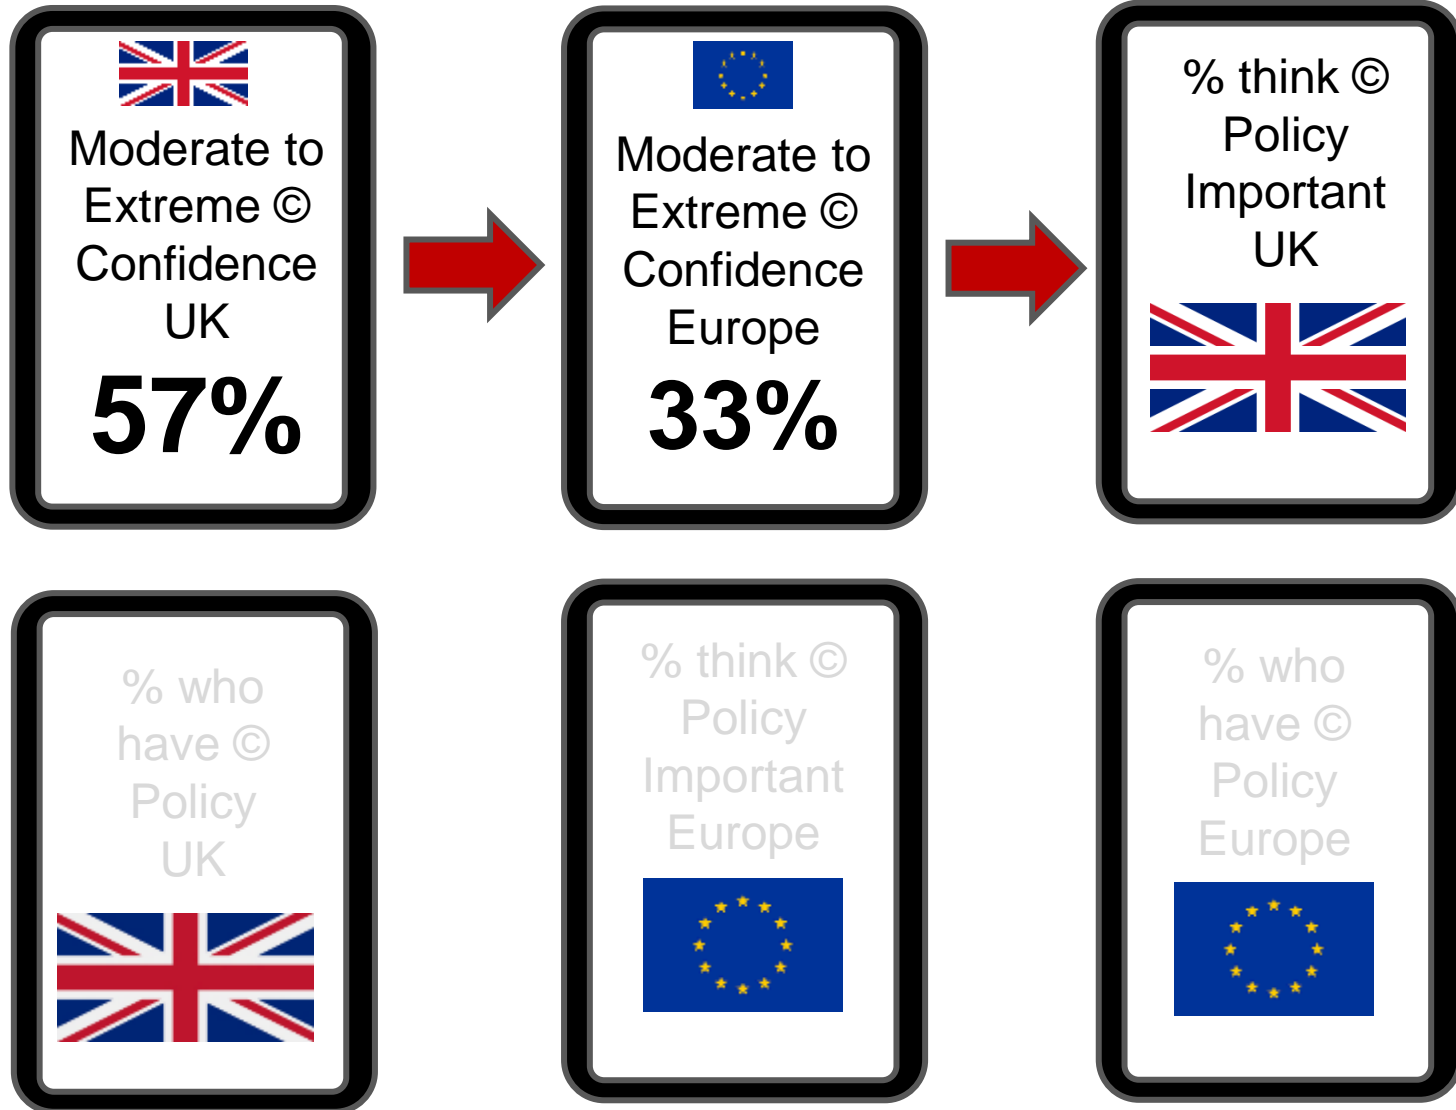 Moderate to
Extreme ©
Confidence
UK
57%
Moderate to
Extreme ©
Confidence
Europe
33%
% think ©
Policy
Important
UK
% who
have ©
Policy
UK
% think ©
Policy
Important
Europe
% who
have ©
Policy
Europe